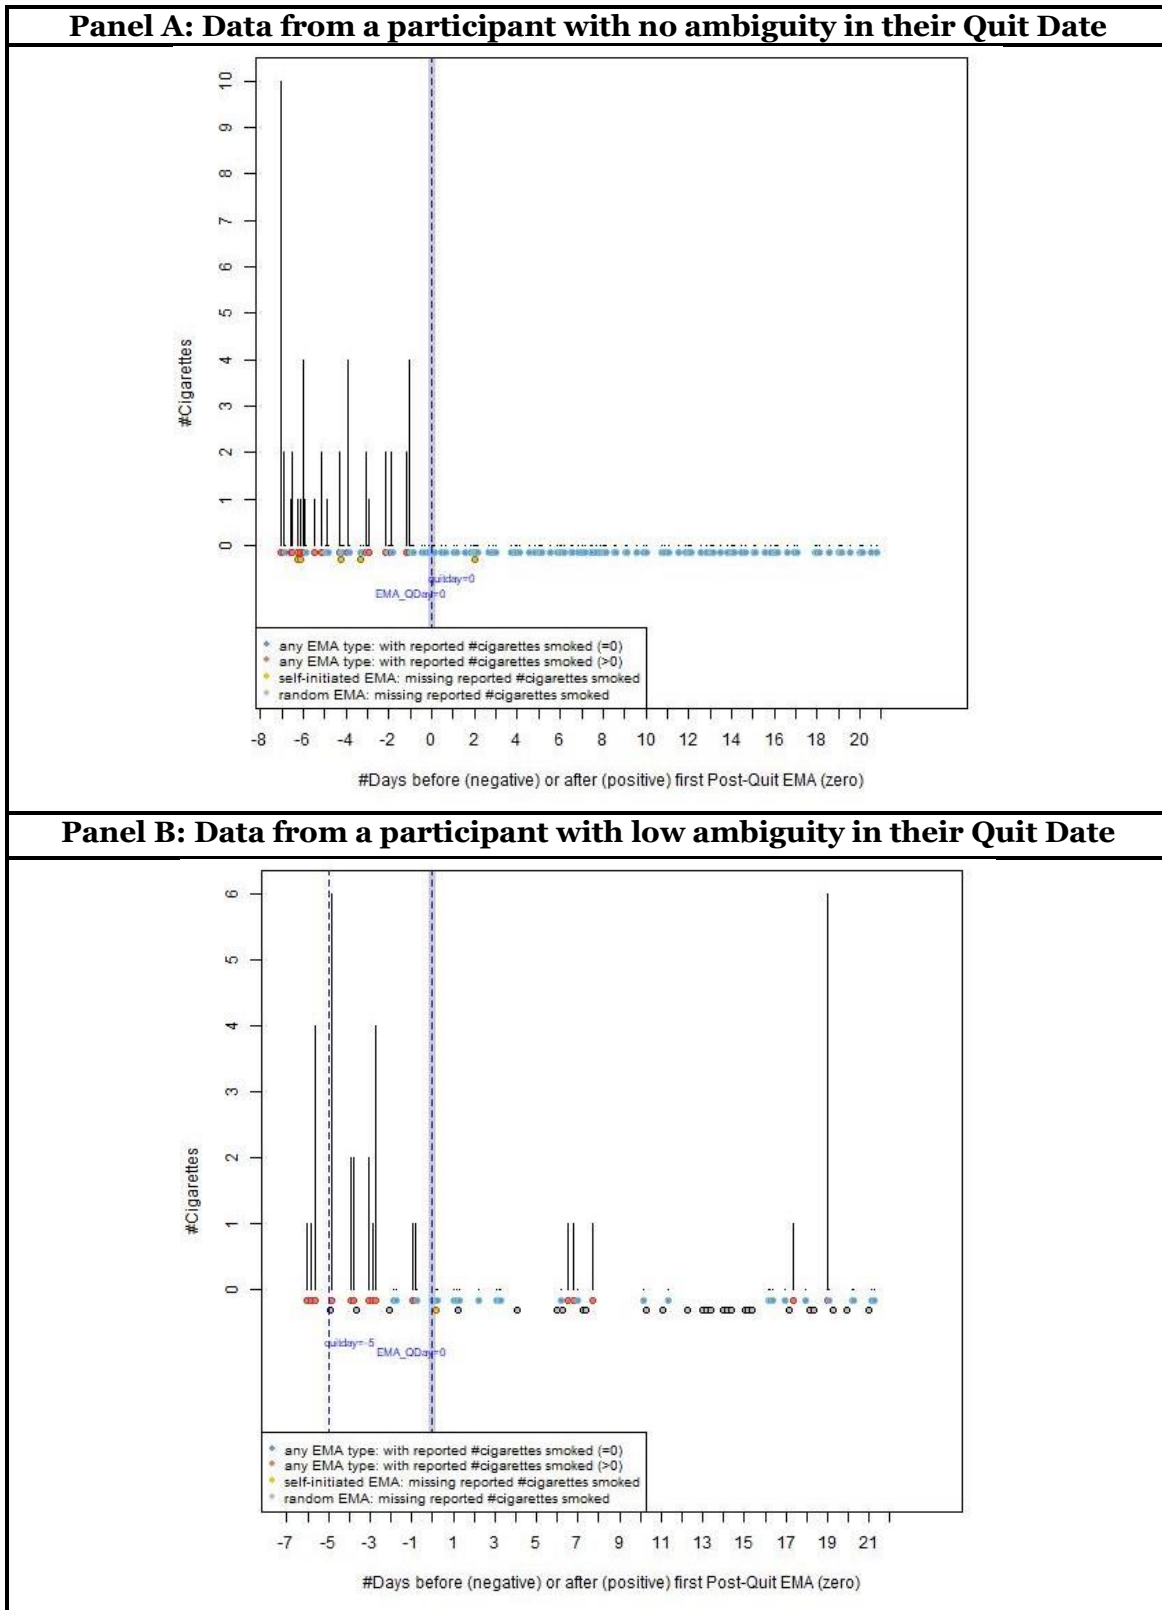 Panel A: Data from a participant with no ambiguity in their Quit Date
10
9
8
7
6
5
4
3
2
1
0
#Cigarettes
quitday=0
EMA_QDay=0
any EMA type: with reported #cigarettes smoked (=0)
any EMA type: with reported #cigarettes smoked (>0)
self-initiated EMA: missing reported #cigarettes smoked
random EMA: missing reported #cigarettes smoked
-8 -6 -4 -2 0 2 4 6 8 10 12 14 16 18 20
#Days before (negative) or after (positive) first Post-Quit EMA (zero)
Panel B: Data from a participant with low ambiguity in their Quit Date
6
5
4
3
2
1
0
#Cigarettes
quitday=-5
EMA_QDay=0
any EMA type: with reported #cigarettes smoked (=0)
any EMA type: with reported #cigarettes smoked (>0)
self-initiated EMA: missing reported #cigarettes smoked
random EMA: missing reported #cigarettes smoked
-7 -5 -3 -1 1 3 5 7 9 11 13 15 17 19 21
#Days before (negative) or after (positive) first Post-Quit EMA (zero)